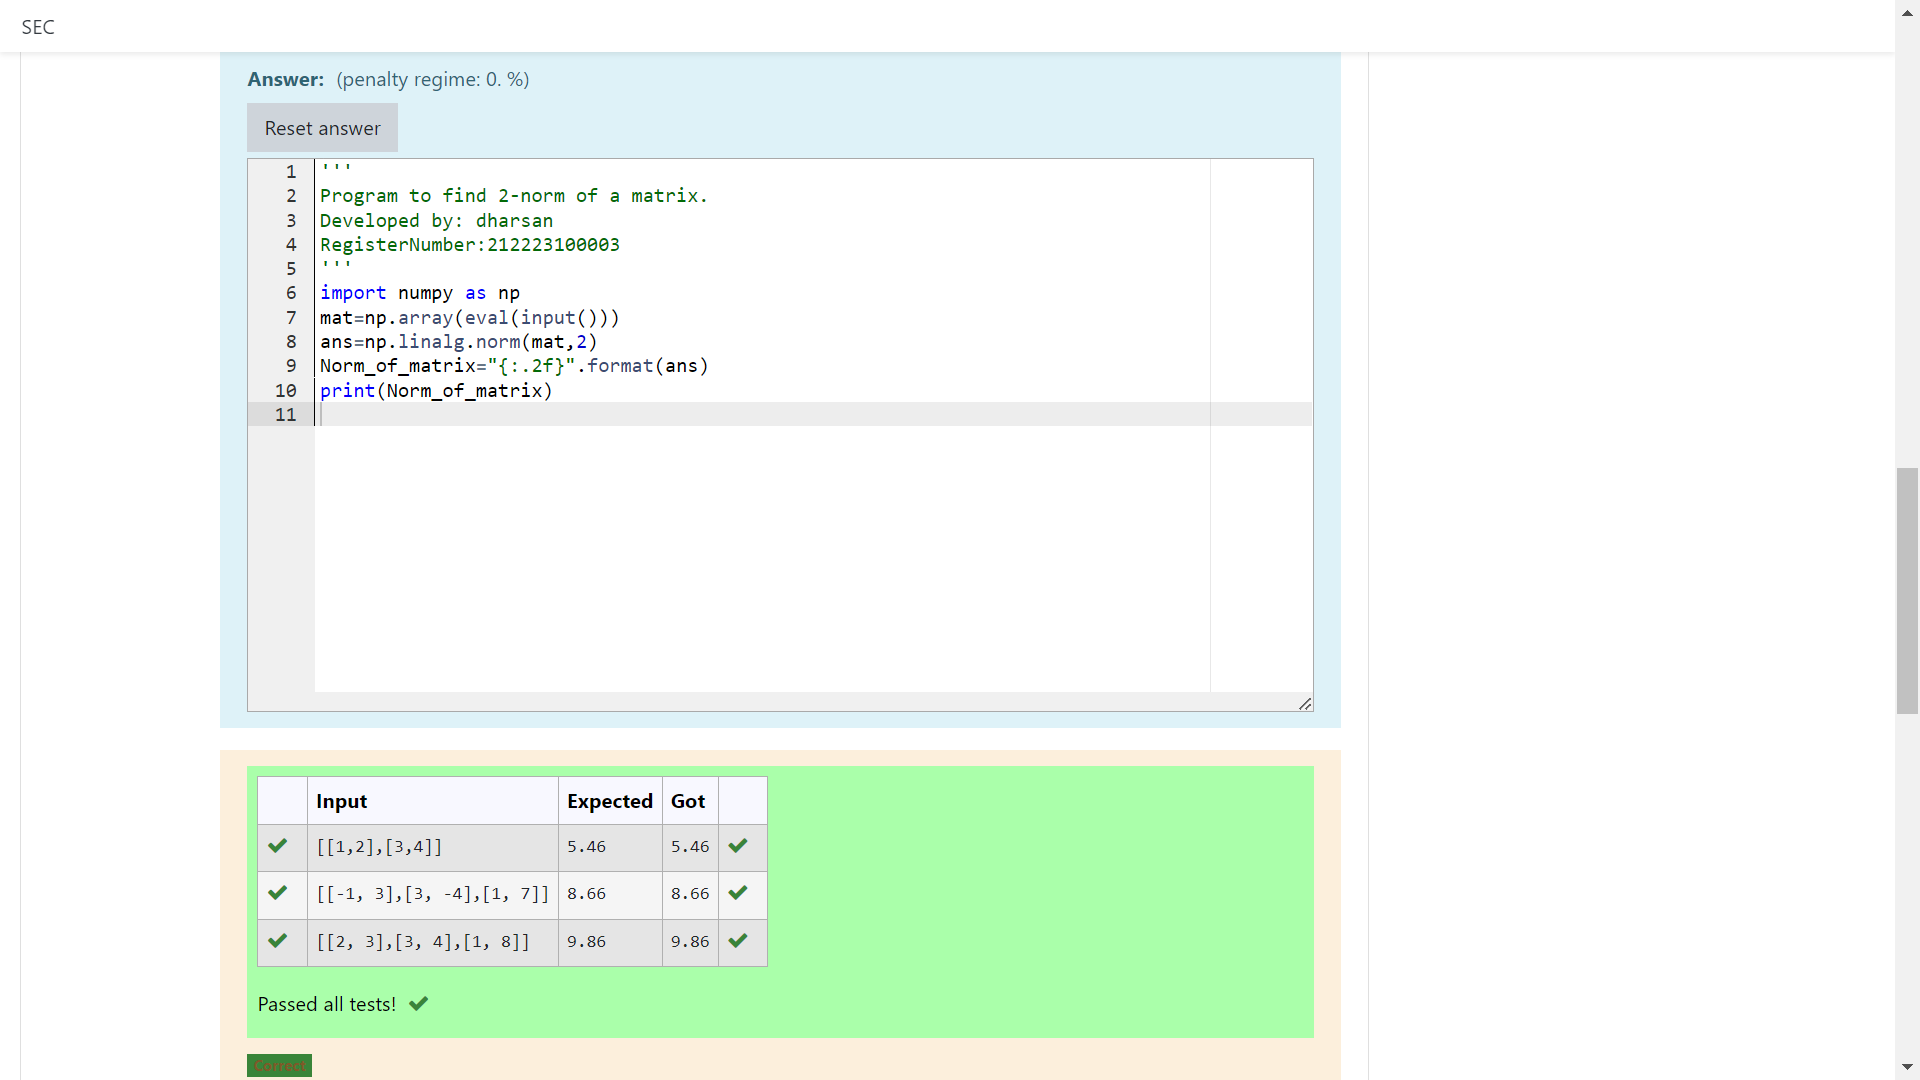 SEC
Answer: (penalty regime: 0. %)
Reset answer
1 '''
2 Program to find 2-norm of a matrix.
3 Developed by: dharsan
4 RegisterNumber:212223100003
5 '''
6 import numpy as np
7 mat=np.array(eval(input()))
8 ans=np.linalg.norm(mat,2)
9 Norm_of_matrix="{:.2f}".format(ans)
10 print(Norm_of_matrix)
11
Input Expected Got
[[1,2],[3,4]] 5.46 5.46
[[-1, 3],[3, -4],[1, 7]] 8.66 8.66
[[2, 3],[3, 4],[1, 8]] 9.86 9.86
Passed all tests!
Correct